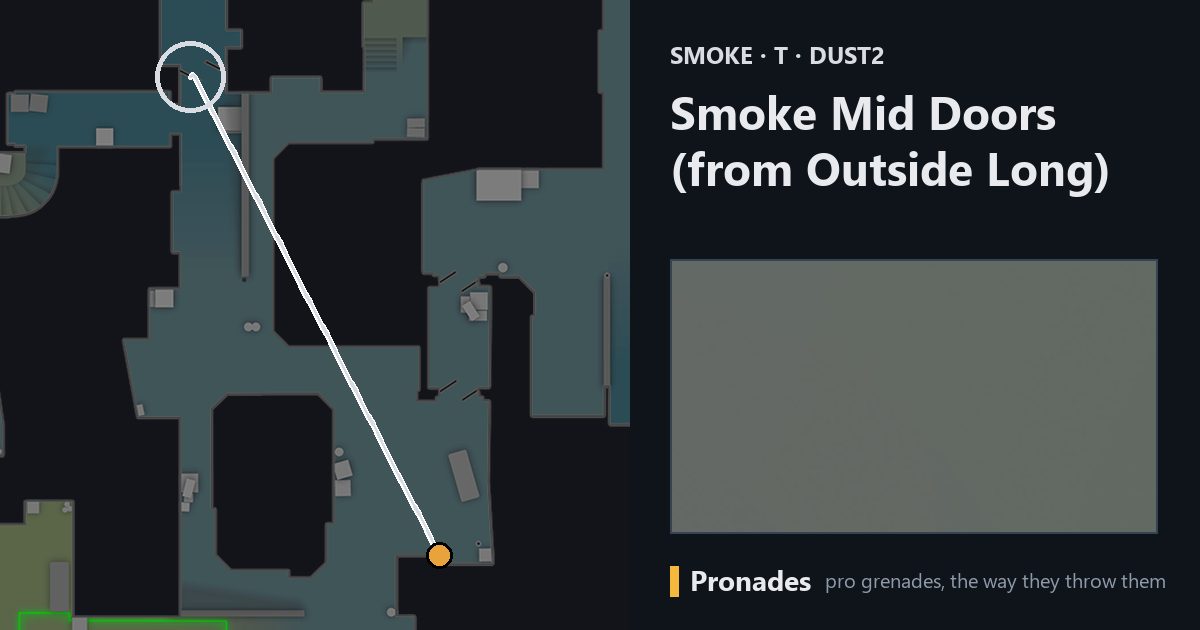 SMOKE · T · DUST2
Smoke Mid Doors
(from Outside Long)
Pronades pro grenades, the way they throw them